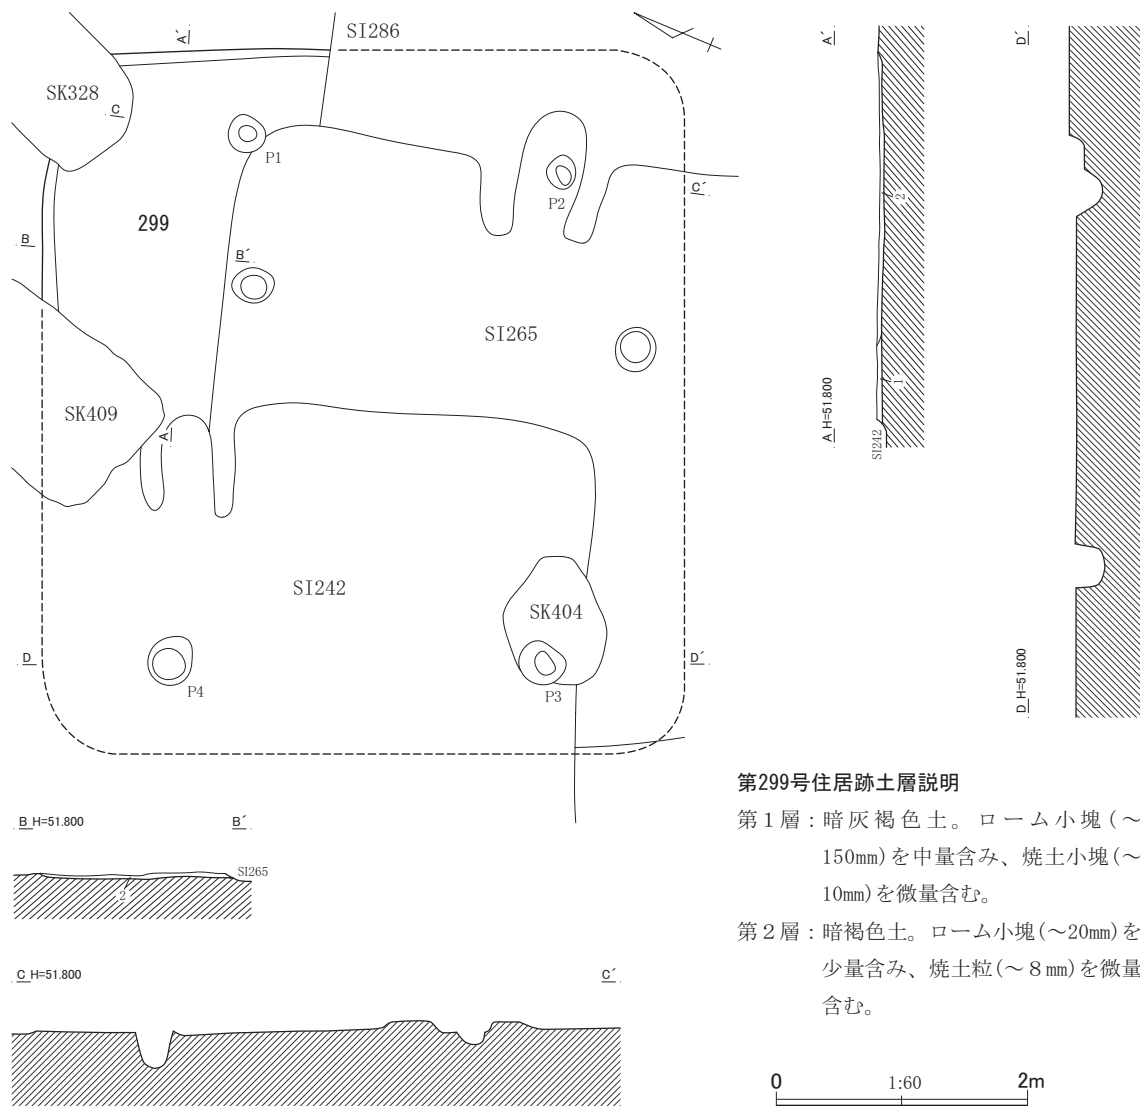 SI286
A´
SK328
C
P1
P2
C´
299
B
B´
SI265
SK409
A
SI242
SK404
D
D´
P4
P3
A´
2
1
A H=51.800
SI242
D´
D H=51.800
B H=51.800
B´
SI265
2
C H=51.800
C´
第299号住居跡土層説明
第１層：暗灰褐色土。ローム小塊(～
150mm)を中量含み、焼土小塊(～
10mm)を微量含む。
第２層：暗褐色土。ローム小塊(～20mm)を
少量含み、焼土粒(～８mm)を微量
含む。
0 1:60 2m